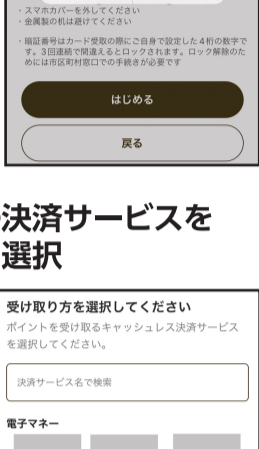 ・スマホカバーを外してください
・金属製の机は避けてください
・暗証番号はカード受取の際にご自身で設定した4桁の数字で
す。3回連続で間違えるとロックされます。ロック解除のた
めには市区町村窓口での手続きが必要です
はじめる
戻る
決済サービスを
選択
受け取り方を選択してください
ポイントを受け取るキャッシュレス決済サービス
を選択してください。
決済サービス名で検索
電子マネー